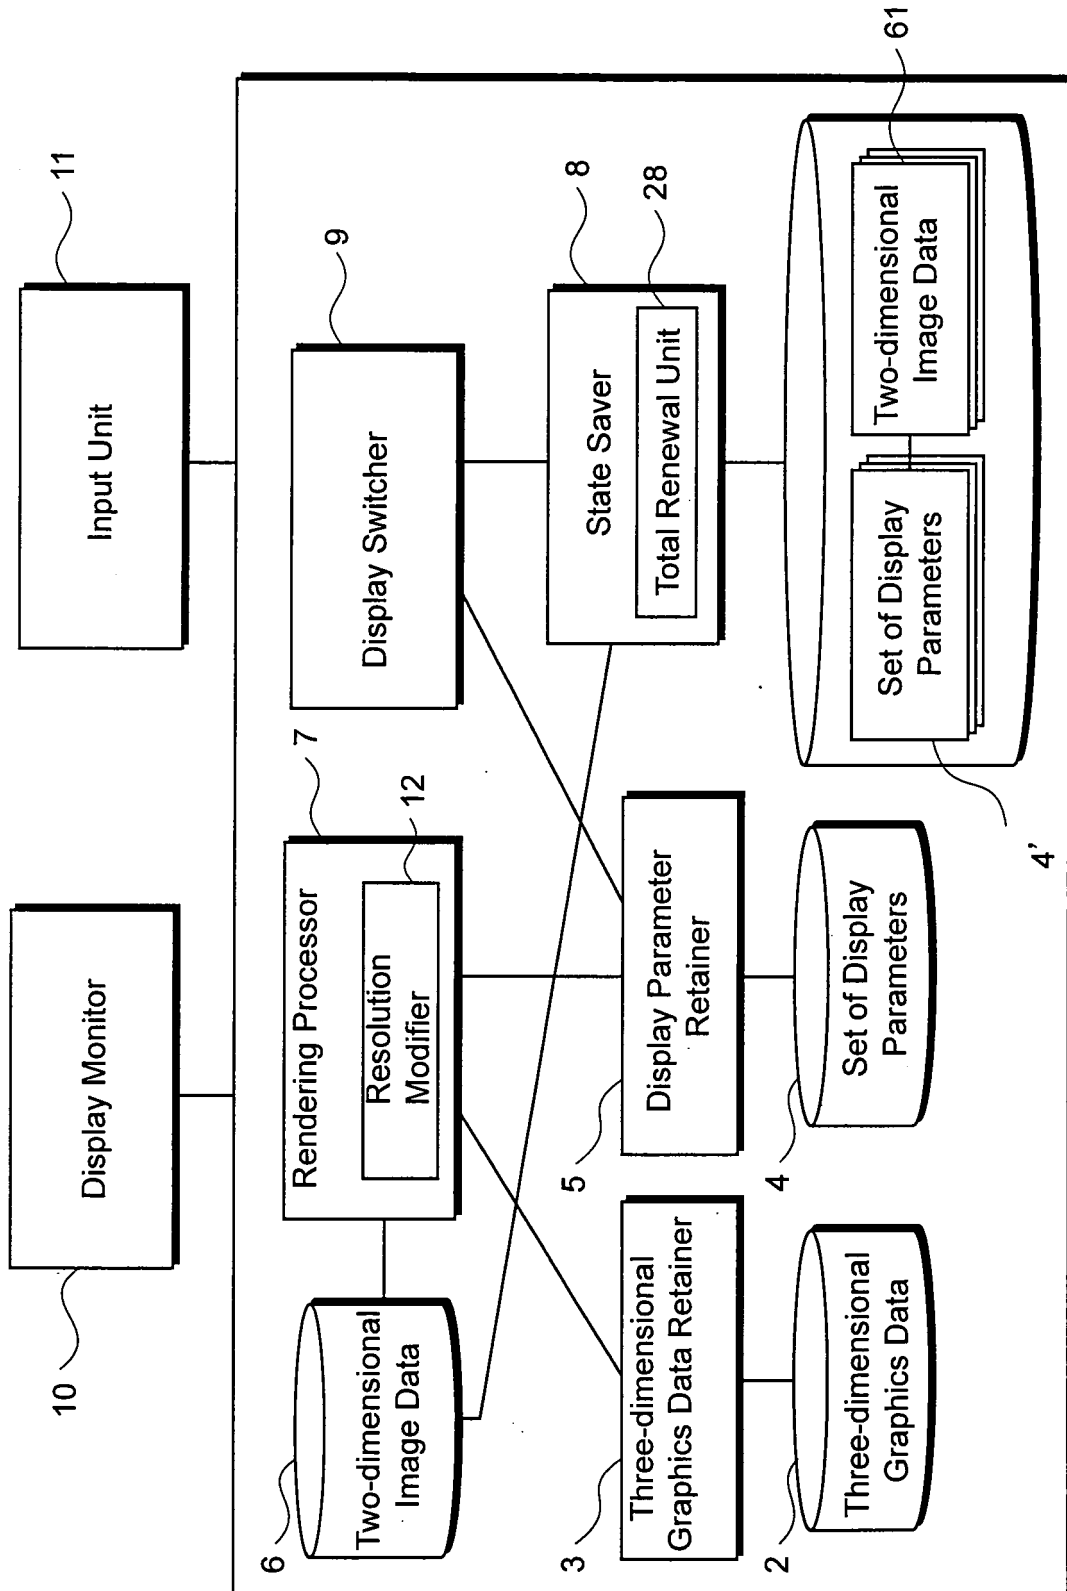 10
Display Monitor
Input Unit
11
6
Two-dimensional
Image Data
Rendering Processor
7
Resolution
Modifier
12
Display Switcher
9
3
Three-dimensional
Graphics Data Retainer
5
Display Parameter
Retainer
State Saver
8
Total Renewal Unit
28
2
Three-dimensional
Graphics Data
4
Set of Display
Parameters
4'
Set of Display
Parameters
Two-dimensional
Image Data
61